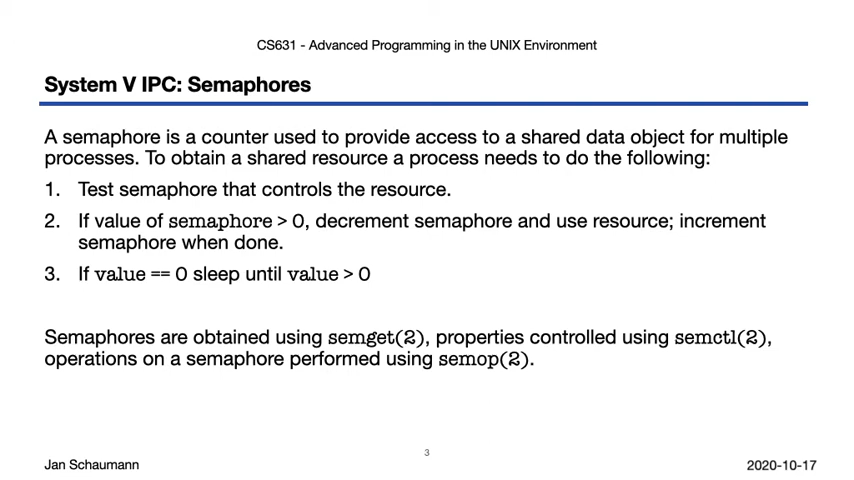 CS631 - Advanced Programming in the UNIX Environment
System V IPC: Semaphores
A semaphore is a counter used to provide access to a shared data object for multiple
processes. To obtain a shared resource a process needs to do the following:
1. Test semaphore that controls the resource.
2. If value of semaphore > 0, decrement semaphore and use resource; increment
semaphore when done.
3. If value == 0 sleep until value > 0
Semaphores are obtained using semget(2), properties controlled using semctl(2),
operations on a semaphore performed using semop(2).
3
Jan Schaumann
2020-10-17